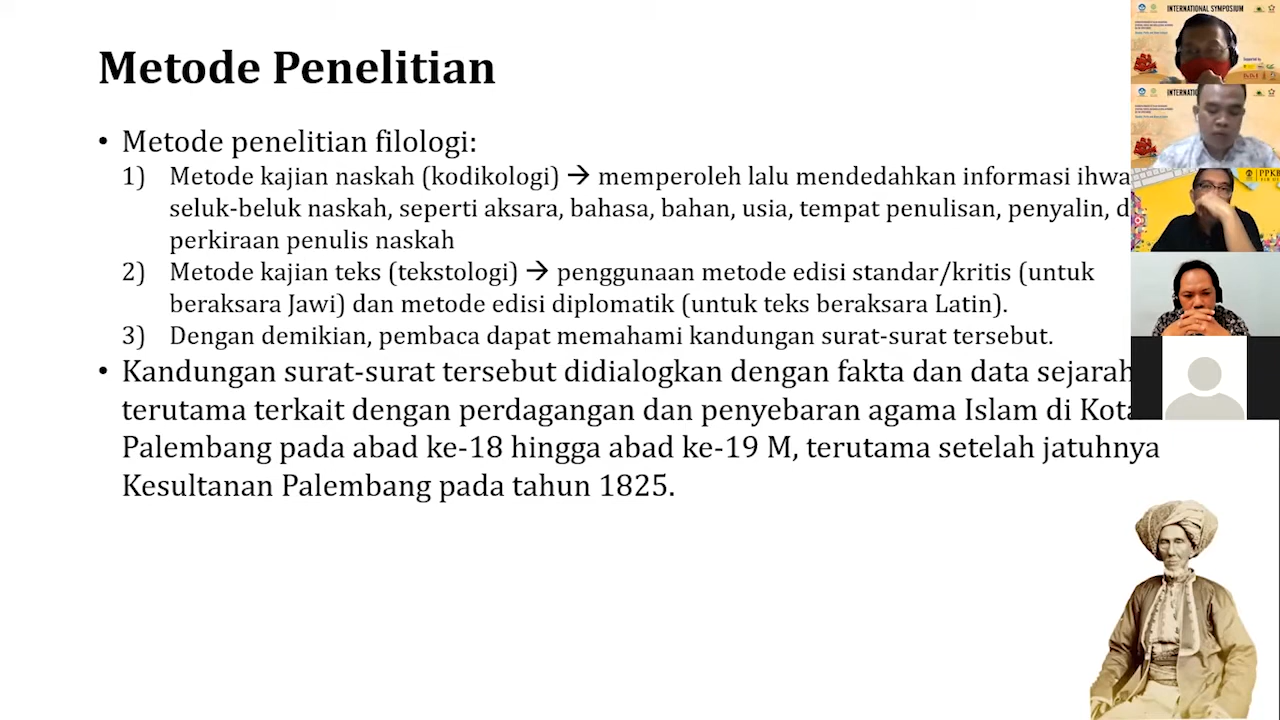 Metode Penelitian
• Metode penelitian filologi:
1) Metode kajian naskah (kodikologi) → memperoleh lalu mendedahkan informasi
seluk-beluk naskah, seperti aksara, bahasa, bahan, usia, tempat penulisan, penyalin,
perkiraan penulis naskah
2) Metode kajian teks (tekstologi) → penggunaan metode edisi standar/kritis (untuk
beraksara Jawi) dan metode edisi diplomatik (untuk teks beraksara Latin).
3) Dengan demikian, pembaca dapat memahami kandungan surat-surat tersebut.
• Kandungan surat-surat tersebut didialogkan dengan fakta dan data sejarah
terutama terkait dengan perdagangan dan penyebaran agama Islam di Kota
Palembang pada abad ke-18 hingga abad ke-19 M, terutama setelah jatuhnya
Kesultanan Palembang pada tahun 1825.
INTERNATIONAL SYMPOSIUM